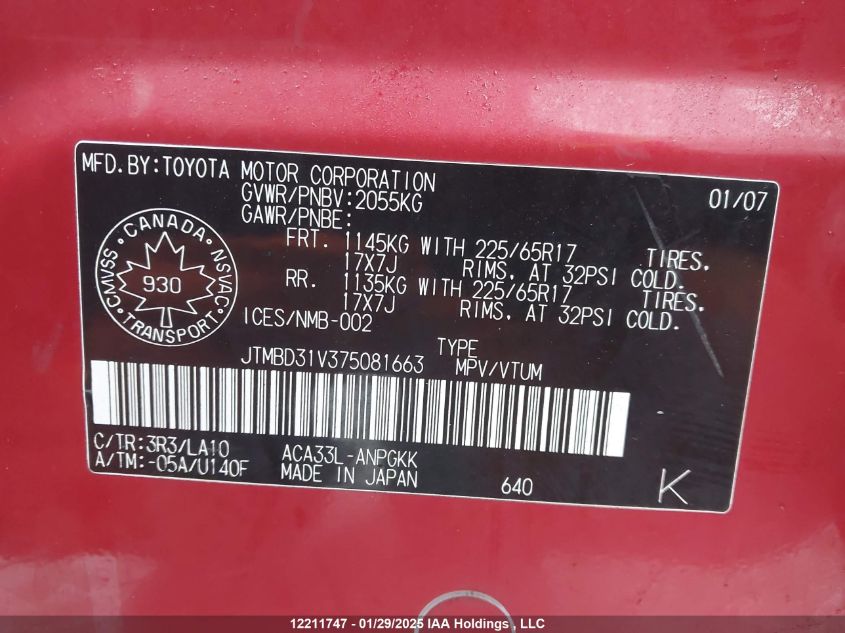 MFD.BY:TOYOTA MOTOR CORPORATION 01/07
GVWR/PNBV:2055KG
GAWR/PNBE:
FRT. 1145KG WITH 225/65R17 TIRES.
17X7J RIMS. AT 32PSI COLD.
RR. 1135KG WITH 225/65R17 TIRES.
17X7J RIMS. AT 32PSI COLD.
ICES/NMB-002
CANADA
CMVSS 930 NSVAC
TRANSPORT
TYPE
JTMBD31V375081663 MPV/VTUM
C/TR:3R3/LA10 ACA33L-ANPGKK
A/TM:-05A/U140F MADE IN JAPAN 640 K
12211747 - 01/29/2025 IAA Holdings , LLC